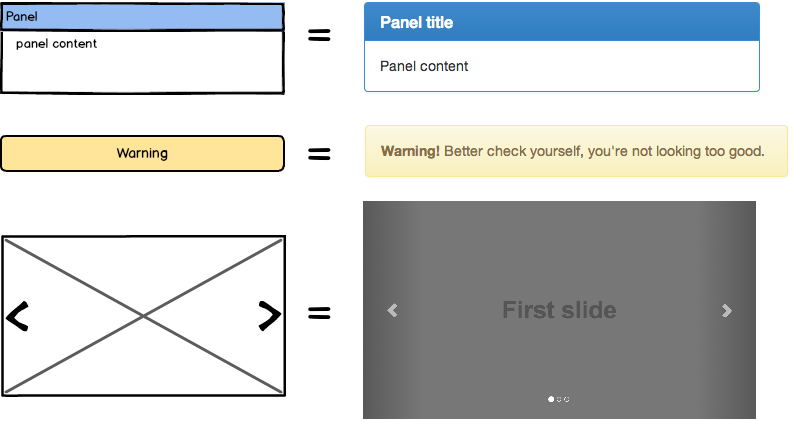 Panel
panel content
=
Panel title
Panel content
Warning
=
Warning! Better check yourself, you're not looking too good.
< >
=
First slide